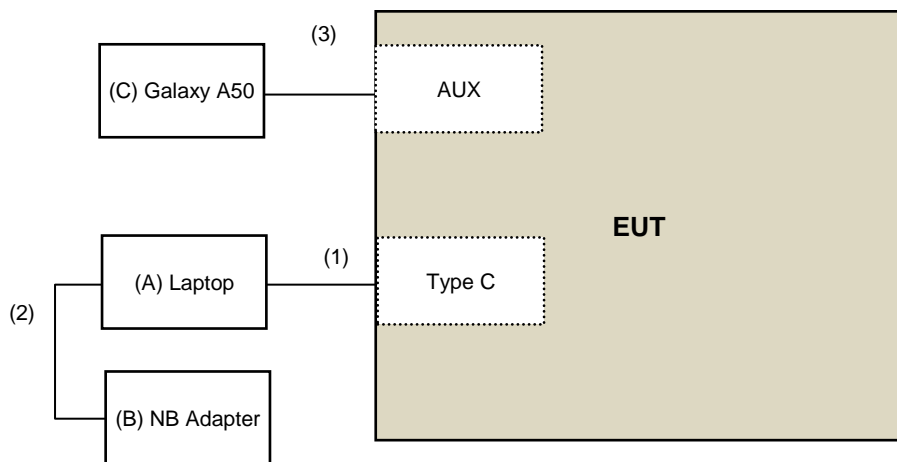 (3)
(C) Galaxy A50
AUX
EUT
(1)
(A) Laptop
Type C
(2)
(B) NB Adapter